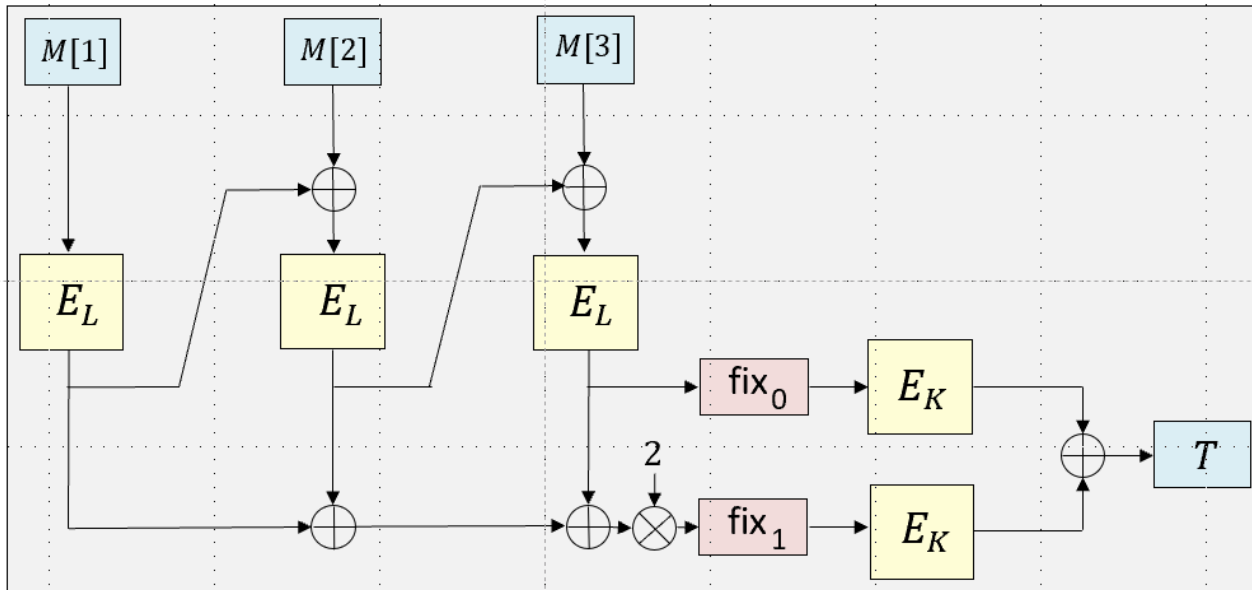 M[1] M[2] M[3]
E_L E_L E_L
fix_0 E_K
2 T
fix_1 E_K